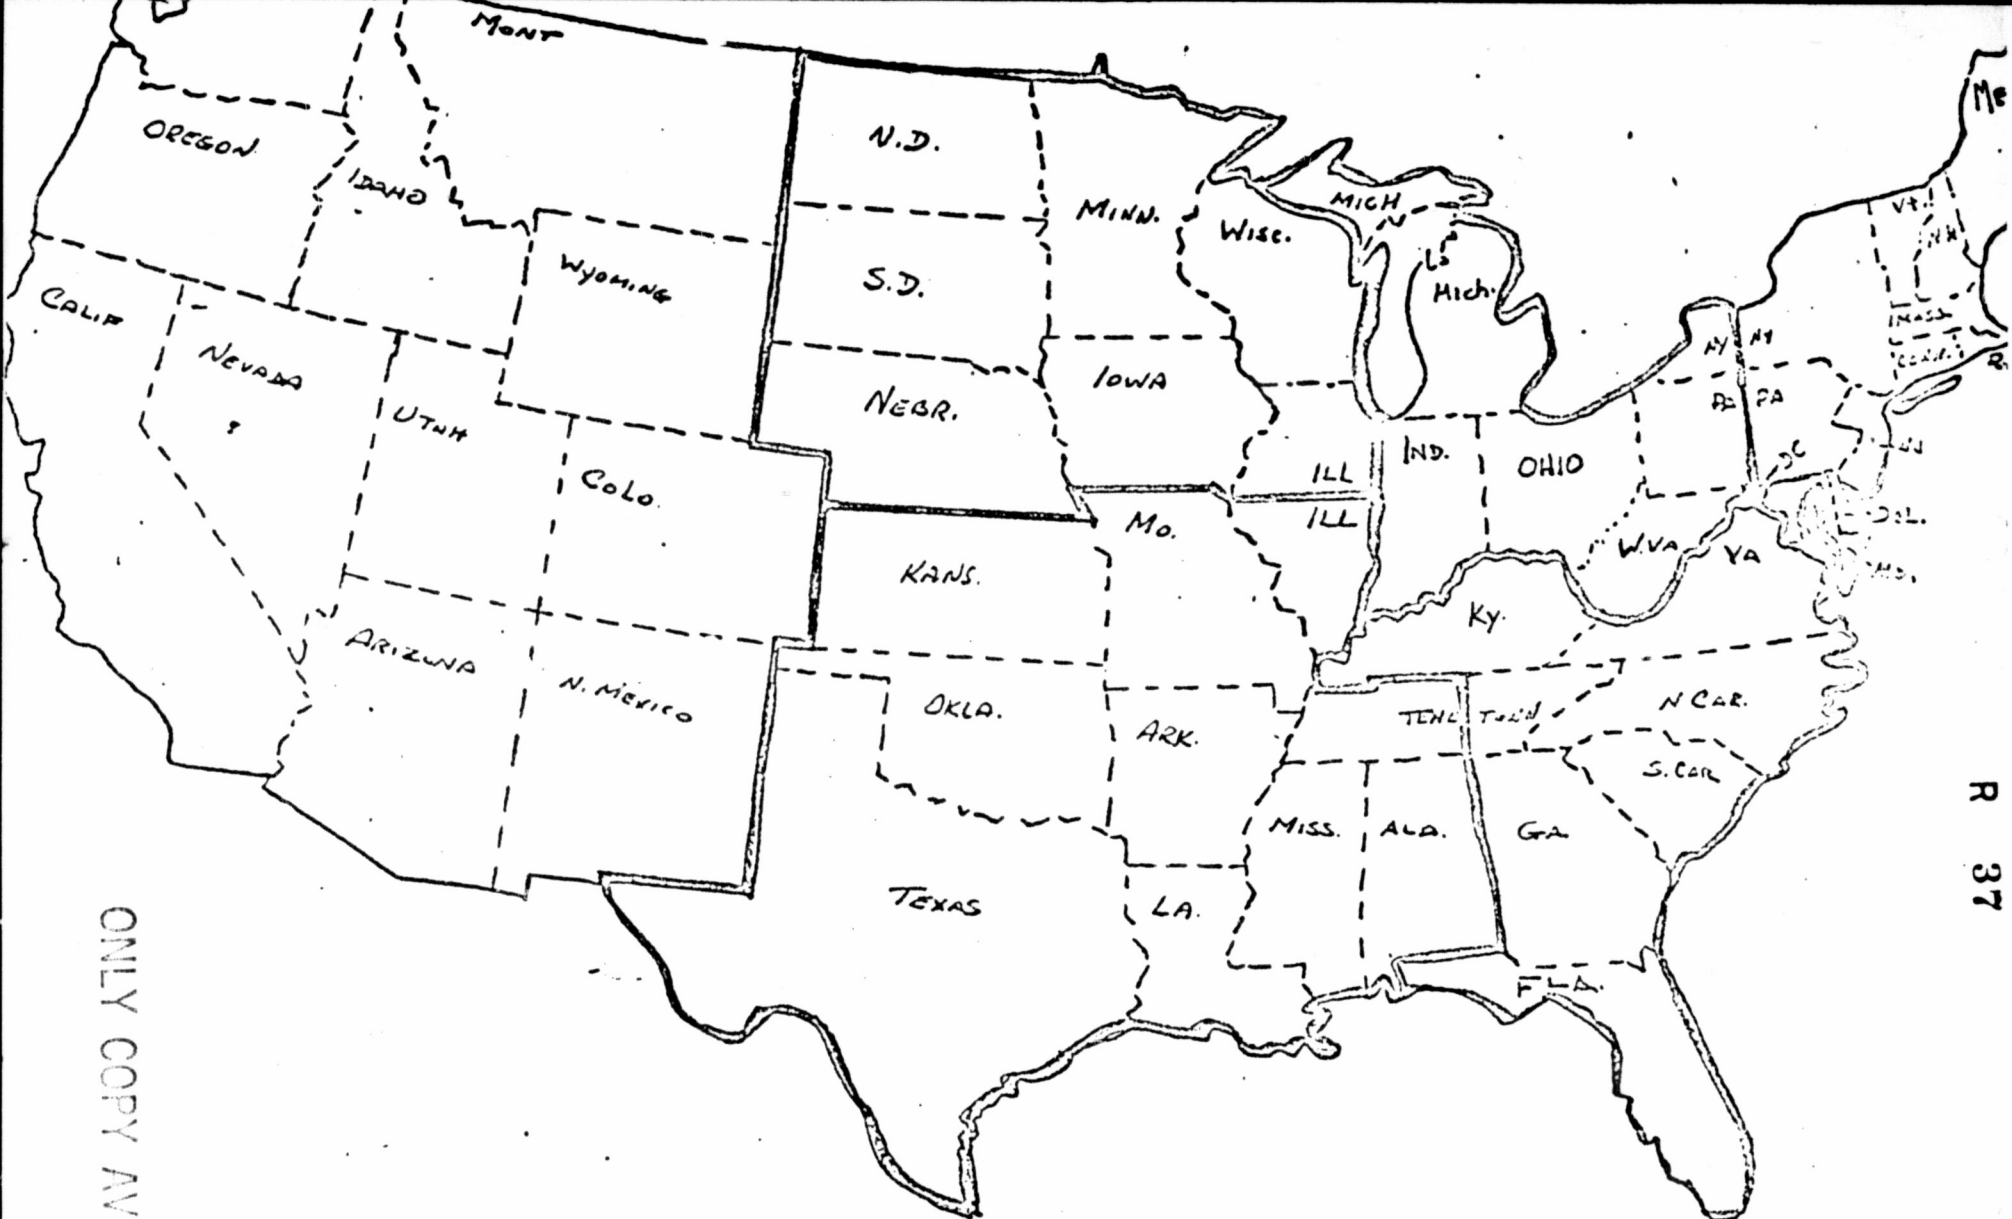 MONT
ME
N.D.
OREGON
IDAHO
MINN.
MICH
Vt.
WISC.
NH
WYOMING
S.D.
Mich.
CALIF
MASS
NEVADA
NY NY
CONN.
R.
IOWA
NEBR.
PA PA
UTAH
IND.
OHIO
DC
NJ
COLO.
ILL
ILL
MO.
DEL.
KANS.
W.VA
VA
MD.
KY.
ARIZONA
N. MEXICO
OKLA.
TENN TENN
N CAR.
ARK.
S. CAR
MISS.
ALA.
GA.
R 37
TEXAS
LA.
FLA.
ONLY COPY AV